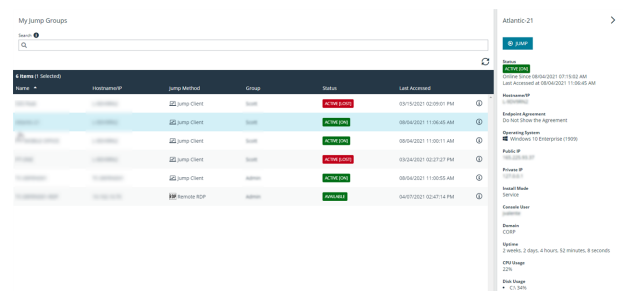 My Jump Groups
Atlantic-21
Search
JUMP
6 items (1 Selected)
Name Hostname/IP Jump Method Group Status Last Accessed
Jump Client ACTIVE [LOST] 03/15/2021 02:39:01 PM
Jump Client ACTIVE [ON] 08/04/2021 11:06:45 AM
Jump Client ACTIVE [ON] 08/04/2021 11:00:11 AM
Jump Client ACTIVE [LOST] 03/24/2021 02:27:27 PM
Jump Client ACTIVE [ON] 08/04/2021 11:00:55 AM
RDP Remote RDP AVAILABLE 04/07/2021 02:47:14 PM
Status
ACTIVE [ON]
Online Since 08/04/2021 07:15:02 AM
Last Accessed at 08/04/2021 11:06:45 AM
Hostname/IP
Endpoint Agreement
Do Not Show the Agreement
Operating System
Windows 10 Enterprise (1909)
Public IP
Private IP
Install Mode
Service
Console User
Domain
CORP
Uptime
2 weeks, 2 days, 4 hours, 52 minutes, 8 seconds
CPU Usage
22%
Disk Usage
• C:\ 34%